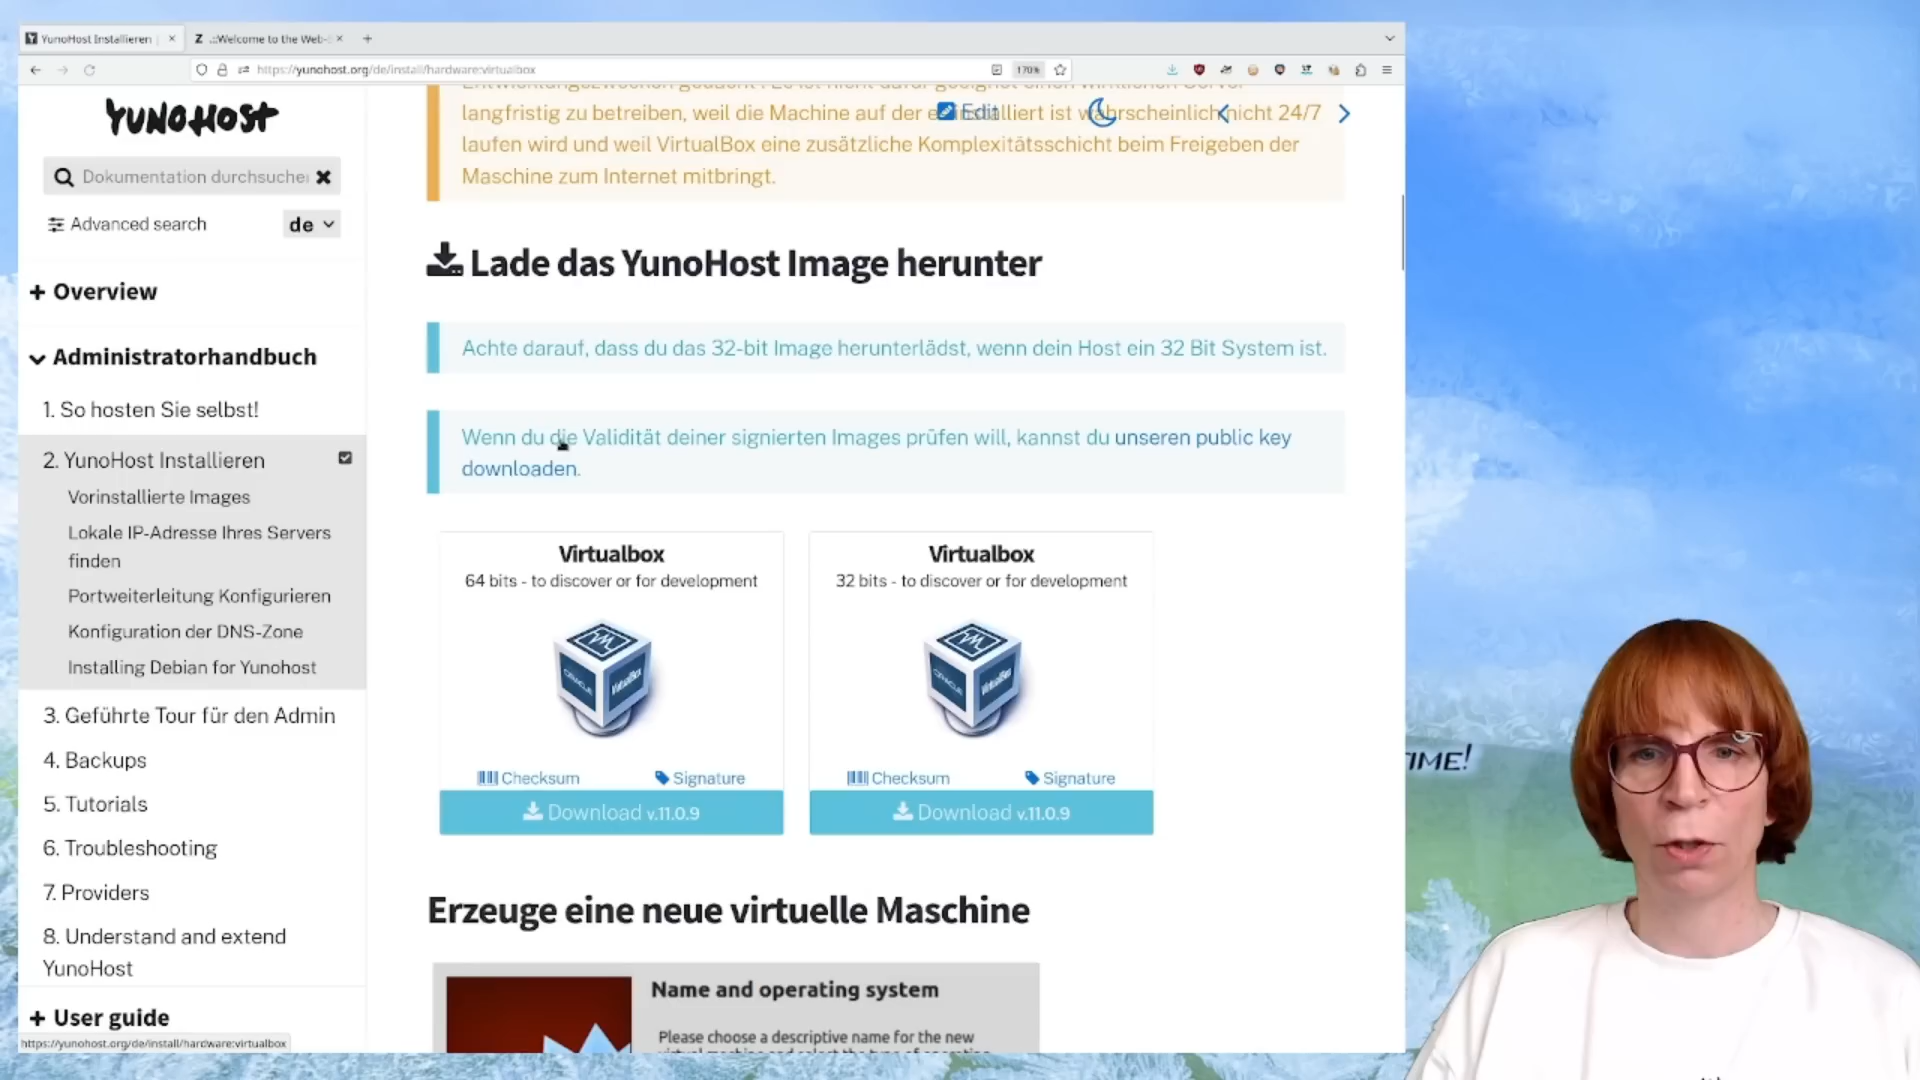 YunoHost Installieren
Z .::Welcome to the Web-
https://yunohost.org/de/install/hardware:virtualbox
170%
YUNOHOST
Dokumentation durchsuche
Advanced search
de
Overview
Administratorhandbuch
1. So hosten Sie selbst!
2. YunoHost Installieren
Vorinstallierte Images
Lokale IP-Adresse Ihres Servers
finden
Portweiterleitung Konfigurieren
Konfiguration der DNS-Zone
Installing Debian for Yunohost
3. Geführte Tour für den Admin
4. Backups
5. Tutorials
6. Troubleshooting
7. Providers
8. Understand and extend
YunoHost
User guide
https://yunohost.org/de/install/hardware:virtualbox
Edit
langfristig zu betreiben, weil die Machine auf der installiert ist wahrscheinlich nicht 24/7
laufen wird und weil VirtualBox eine zusätzliche Komplexitätsschicht beim Freigeben der
Maschine zum Internet mitbringt.
Lade das YunoHost Image herunter
Achte darauf, dass du das 32-bit Image herunterlädst, wenn dein Host ein 32 Bit System ist.
Wenn du die Validität deiner signierten Images prüfen will, kannst du unseren public key
downloaden.
Virtualbox
64 bits - to discover or for development
ORACLE
VirtualBox
Checksum
Signature
Download v.11.0.9
Virtualbox
32 bits - to discover or for development
ORACLE
VirtualBox
Checksum
Signature
Download v.11.0.9
Erzeuge eine neue virtuelle Maschine
Name and operating system
Please choose a descriptive name for the new
IME!